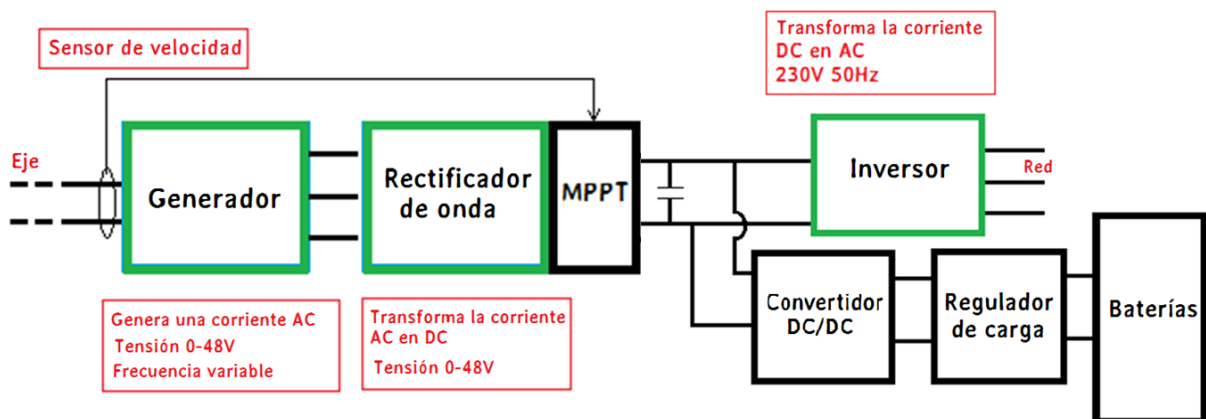 Sensor de velocidad
Transforma la corriente
DC en AC
230V 50Hz
Eje
Generador
Rectificador
de onda
MPPT
Inversor
Red
Genera una corriente AC
Tensión 0-48V
Frecuencia variable
Transforma la corriente
AC en DC
Tensión 0-48V
Convertidor
DC/DC
Regulador
de carga
Baterías